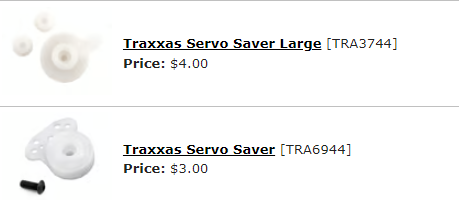 Traxxas Servo Saver Large [TRA3744]
Price: $4.00
Traxxas Servo Saver [TRA6944]
Price: $3.00